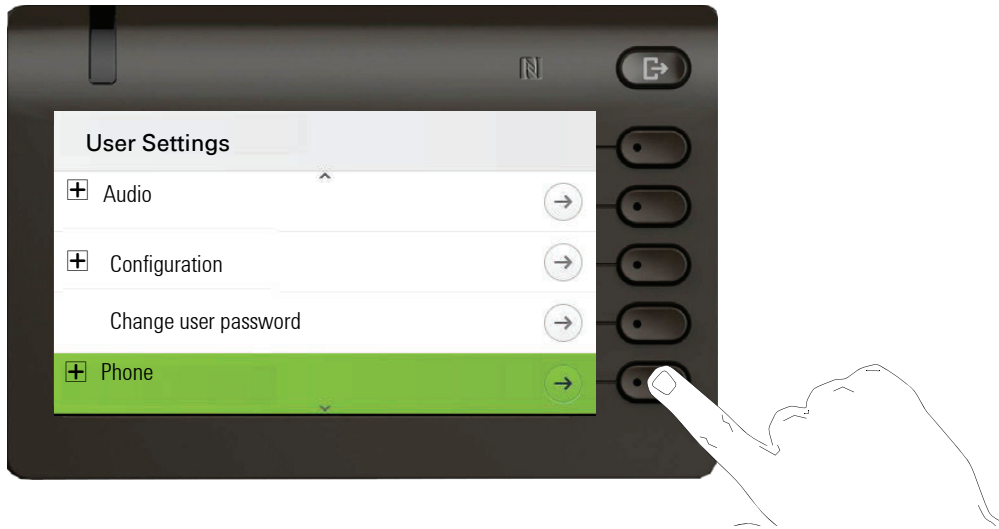 User Settings
Audio
Configuration
Change user password
Phone